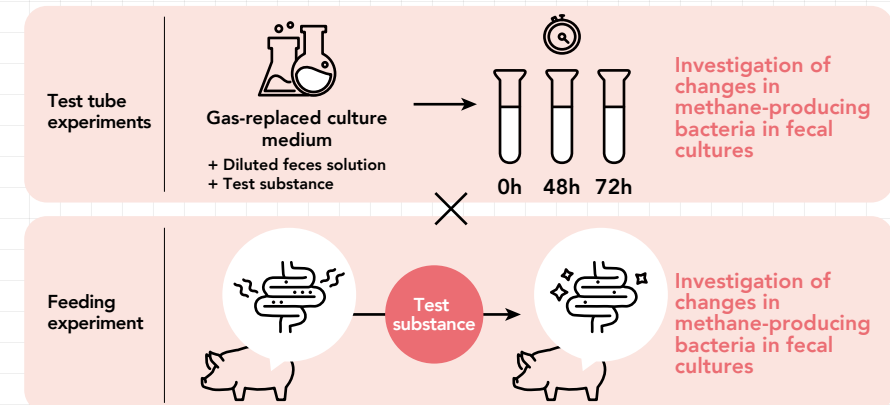 Test tube
experiments
Gas-replaced culture
medium
+ Diluted feces solution
+ Test substance
0h 48h 72h
Investigation of
changes in
methane-producing
bacteria in fecal
cultures
Feeding
experiment
Test
substance
Investigation of
changes in
methane-producing
bacteria in fecal
cultures